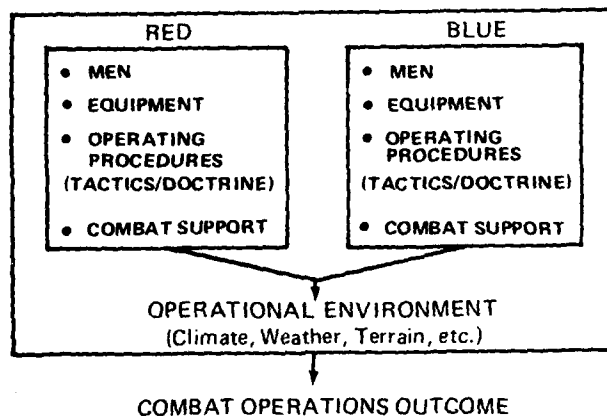 RED
• MEN
• EQUIPMENT
• OPERATING
PROCEDURES
(TACTICS/DOCTRINE)
• COMBAT SUPPORT
BLUE
• MEN
• EQUIPMENT
• OPERATING
PROCEDURES
(TACTICS/DOCTRINE)
• COMBAT SUPPORT
OPERATIONAL ENVIRONMENT
(Climate, Weather, Terrain, etc.)
COMBAT OPERATIONS OUTCOME